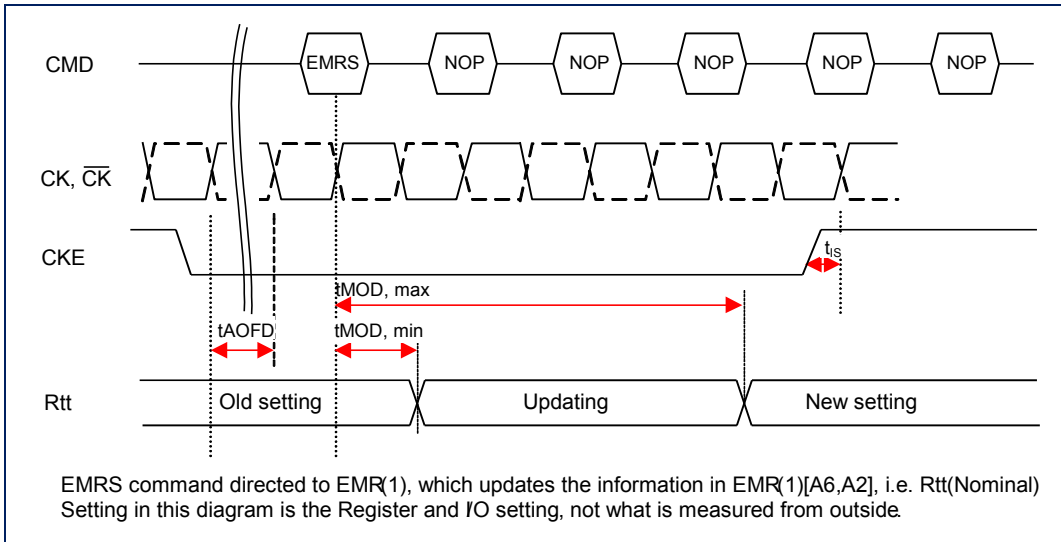 CMD
EMRS NOP NOP NOP NOP NOP
CK, C̅K̅
CKE
tIS
tMOD, max
tAOFD tMOD, min
Rtt Old setting Updating New setting
EMRS command directed to EMR(1), which updates the information in EMR(1)[A6,A2], i.e. Rtt(Nominal)
Setting in this diagram is the Register and I/O setting, not what is measured from outside.